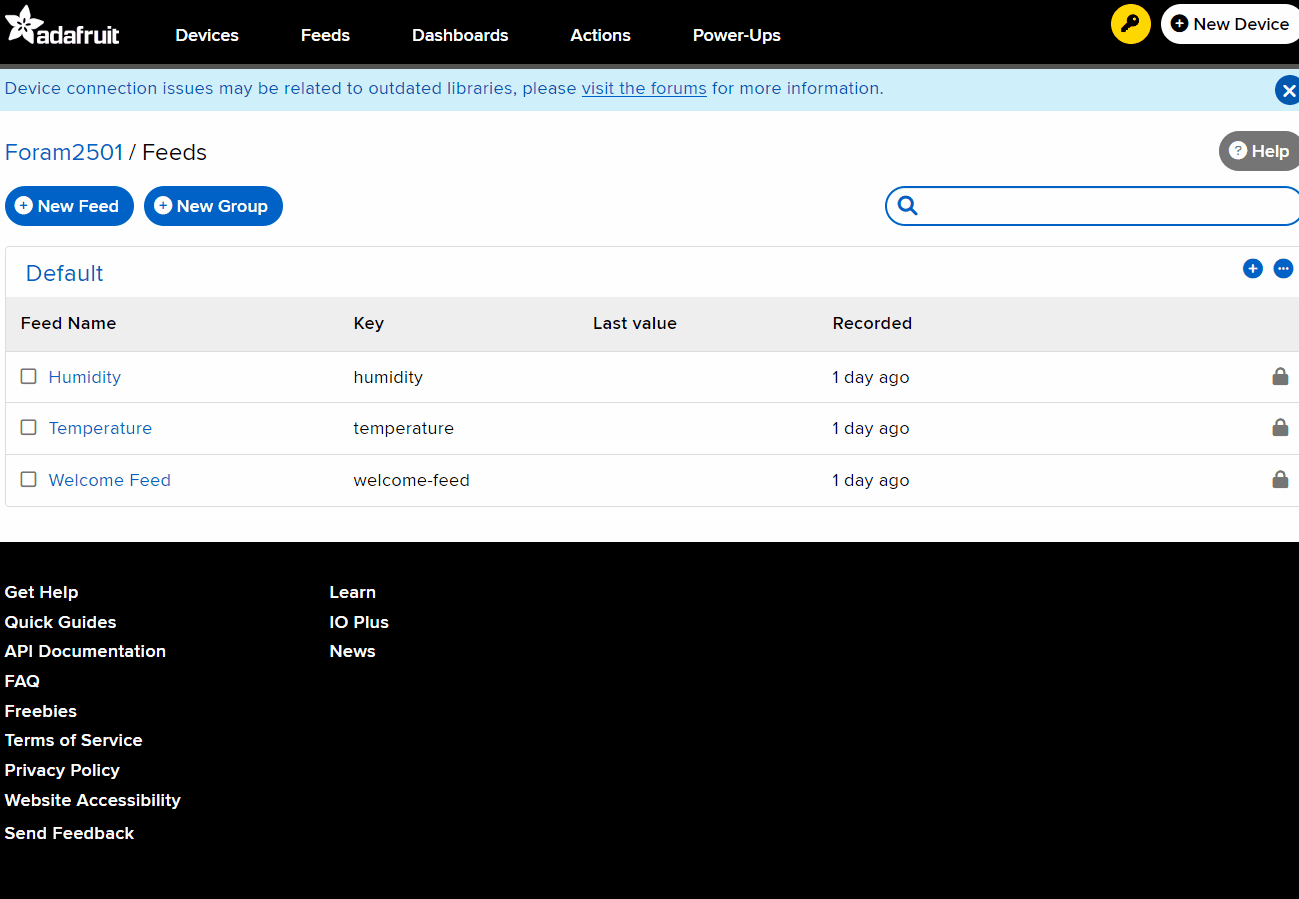 adafruit Devices Feeds Dashboards Actions Power-Ups New Device
Device connection issues may be related to outdated libraries, please visit the forums for more information.
Foram2501 / Feeds
Help
New Feed New Group
Default
Feed Name Key Last value Recorded
Humidity humidity 1 day ago
Temperature temperature 1 day ago
Welcome Feed welcome-feed 1 day ago
Get Help
Quick Guides
API Documentation
FAQ
Freebies
Terms of Service
Privacy Policy
Website Accessibility
Send Feedback
Learn
IO Plus
News